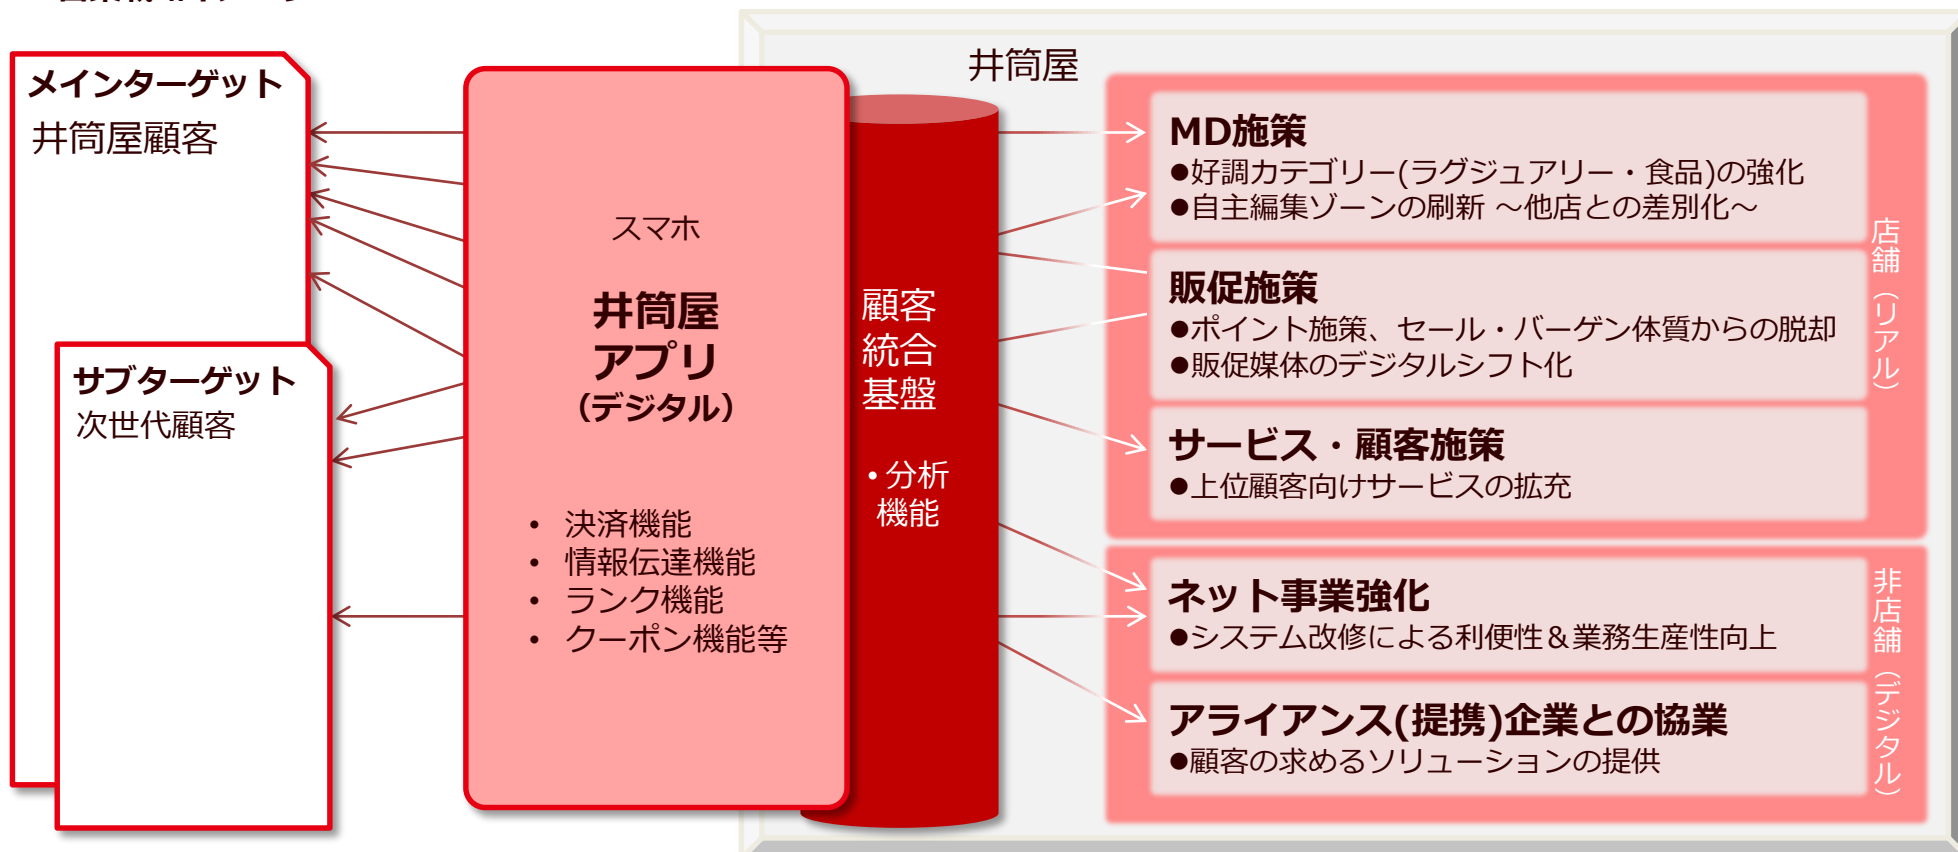 メインターゲット
井筒屋顧客
サブターゲット
次世代顧客
スマホ
井筒屋
アプリ
（デジタル）
• 決済機能
• 情報伝達機能
• ランク機能
• クーポン機能等
顧客
統合
基盤
•分析
機能
井筒屋
MD施策
●好調カテゴリー(ラグジュアリー・食品)の強化
●自主編集ゾーンの刷新 ～他店との差別化～
販促施策
●ポイント施策、セール・バーゲン体質からの脱却
●販促媒体のデジタルシフト化
サービス・顧客施策
●上位顧客向けサービスの拡充
店舗（リアル）
ネット事業強化
●システム改修による利便性＆業務生産性向上
アライアンス(提携)企業との協業
●顧客の求めるソリューションの提供
非店舗（デジタル）